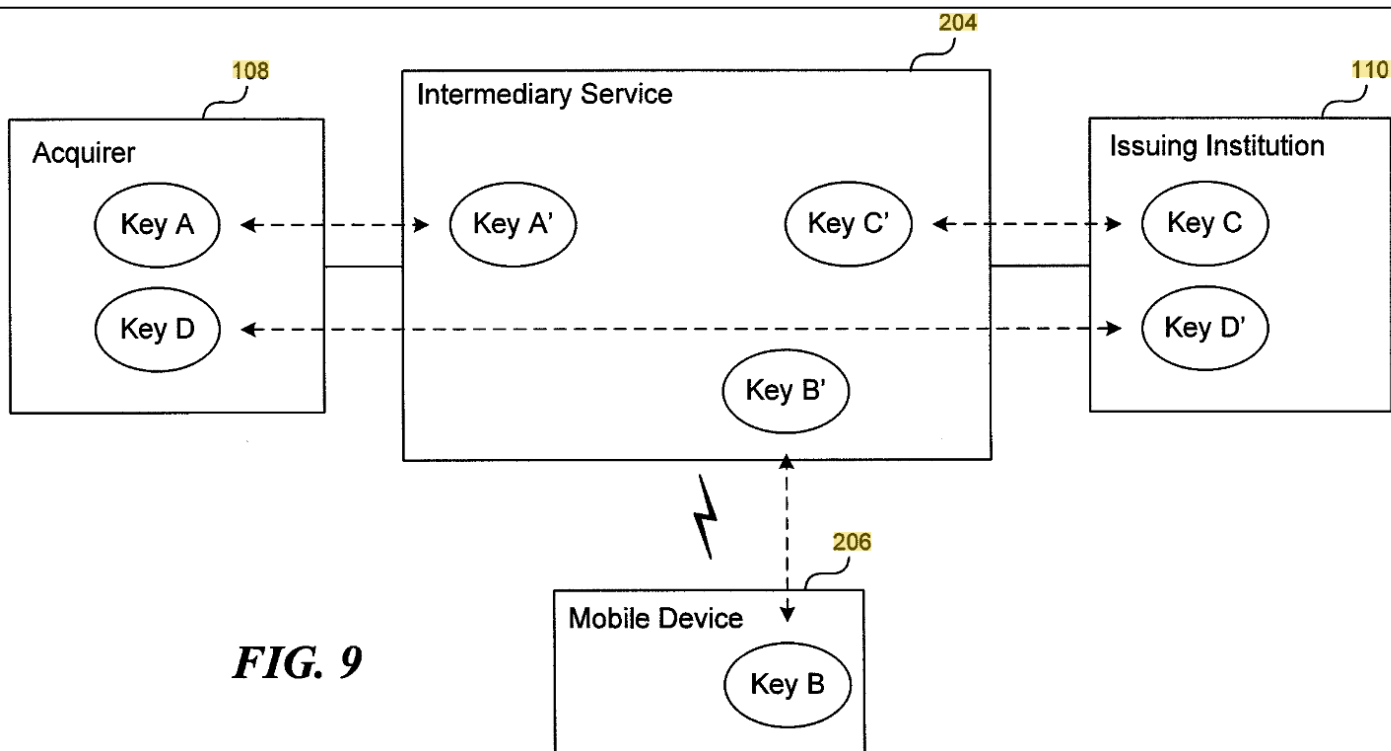 204
108
110
Intermediary Service
Acquirer
Issuing Institution
Key A
Key A’
Key C’
Key C
Key D
Key D’
Key B’
206
Mobile Device
FIG. 9
Key B